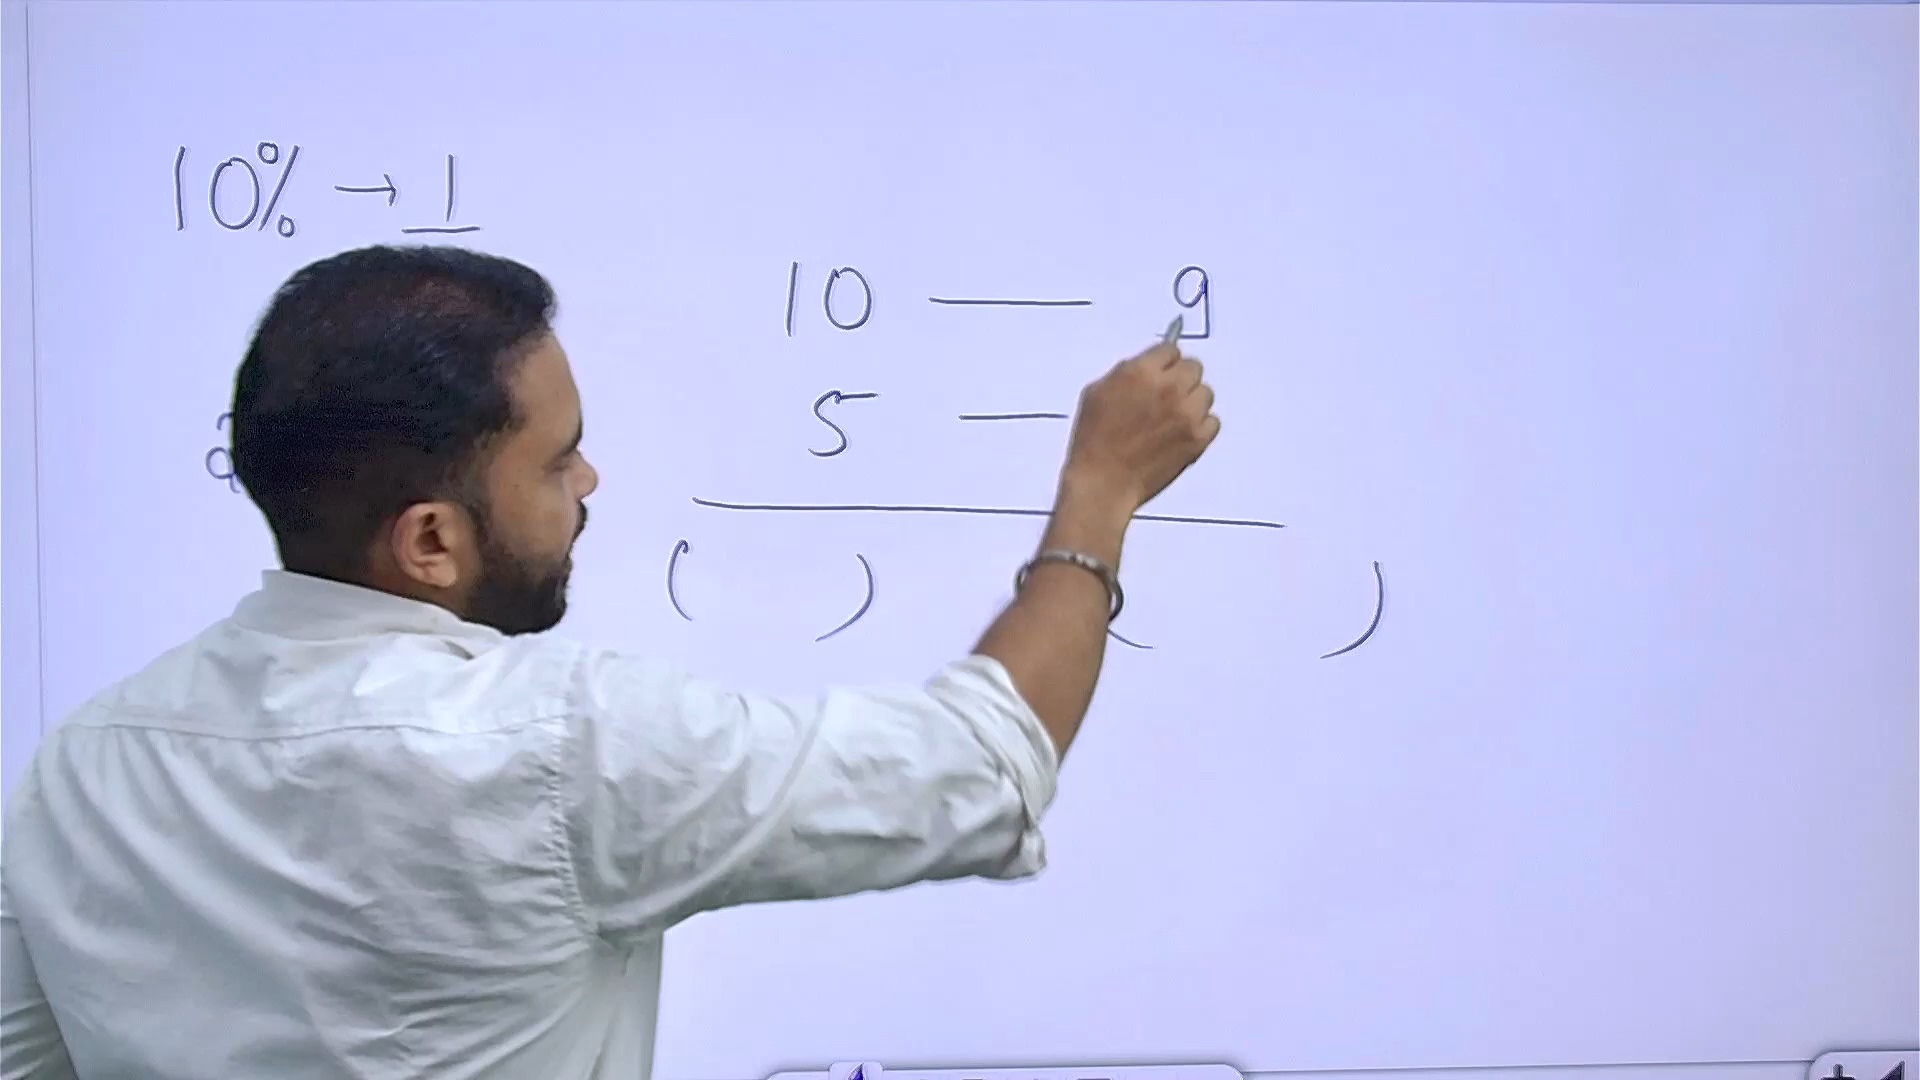 10% → 1
10 — 9
5 —
( ) ( )